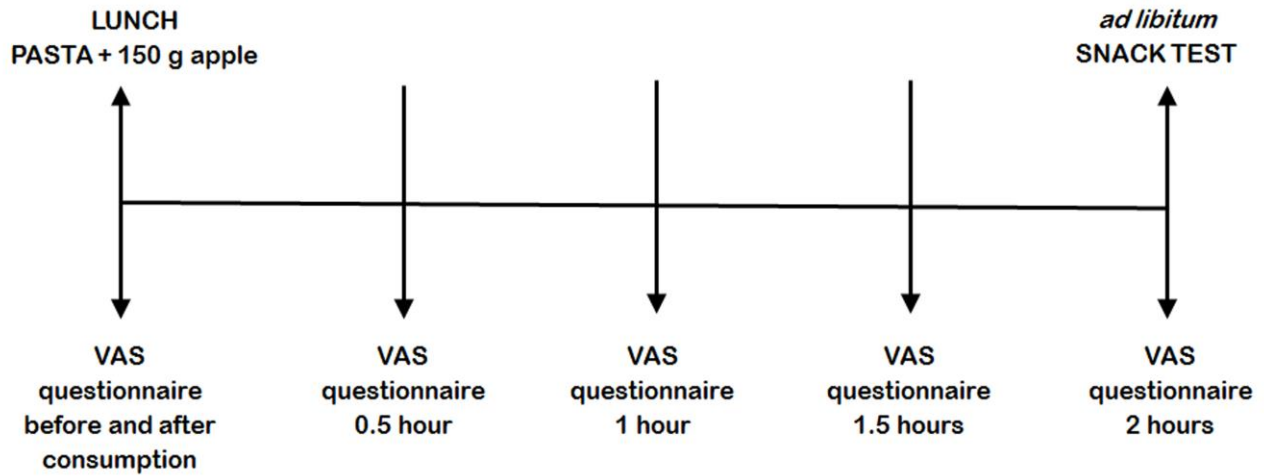 LUNCH
PASTA + 150 g apple
ad libitum
SNACK TEST
VAS
questionnaire
before and after
consumption
VAS
questionnaire
0.5 hour
VAS
questionnaire
1 hour
VAS
questionnaire
1.5 hours
VAS
questionnaire
2 hours